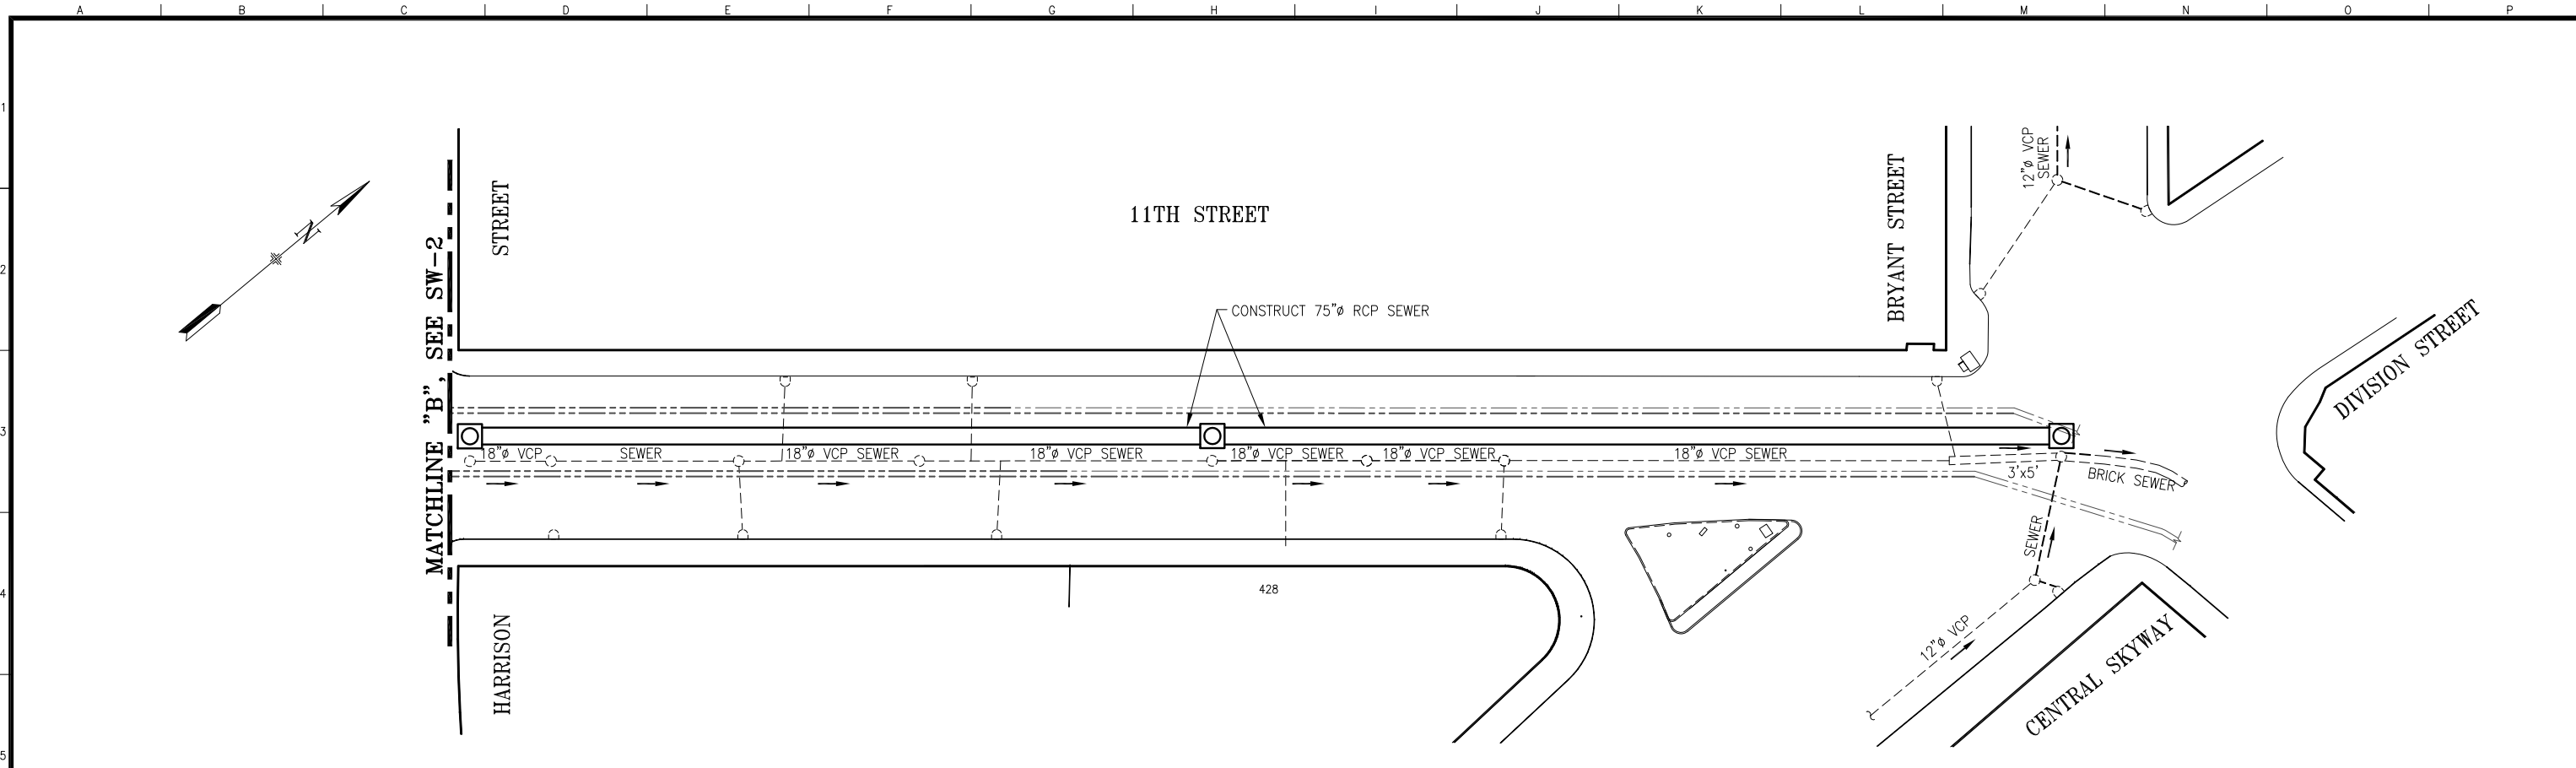 A B C D E F G H I J K L M N O P
1
2
3
4
5
N
MATCHLINE "B", SEE SW-2
STREET
HARRISON
11TH STREET
BRYANT STREET
CONSTRUCT 75"ø RCP SEWER
12"ø VCP
SEWER
DIVISION STREET
18"ø VCP SEWER
18"ø VCP SEWER
18"ø VCP SEWER
18"ø VCP SEWER
18"ø VCP SEWER
18"ø VCP SEWER
3'x5' BRICK SEWER
SEWER
12"ø VCP
428
CENTRAL SKYWAY